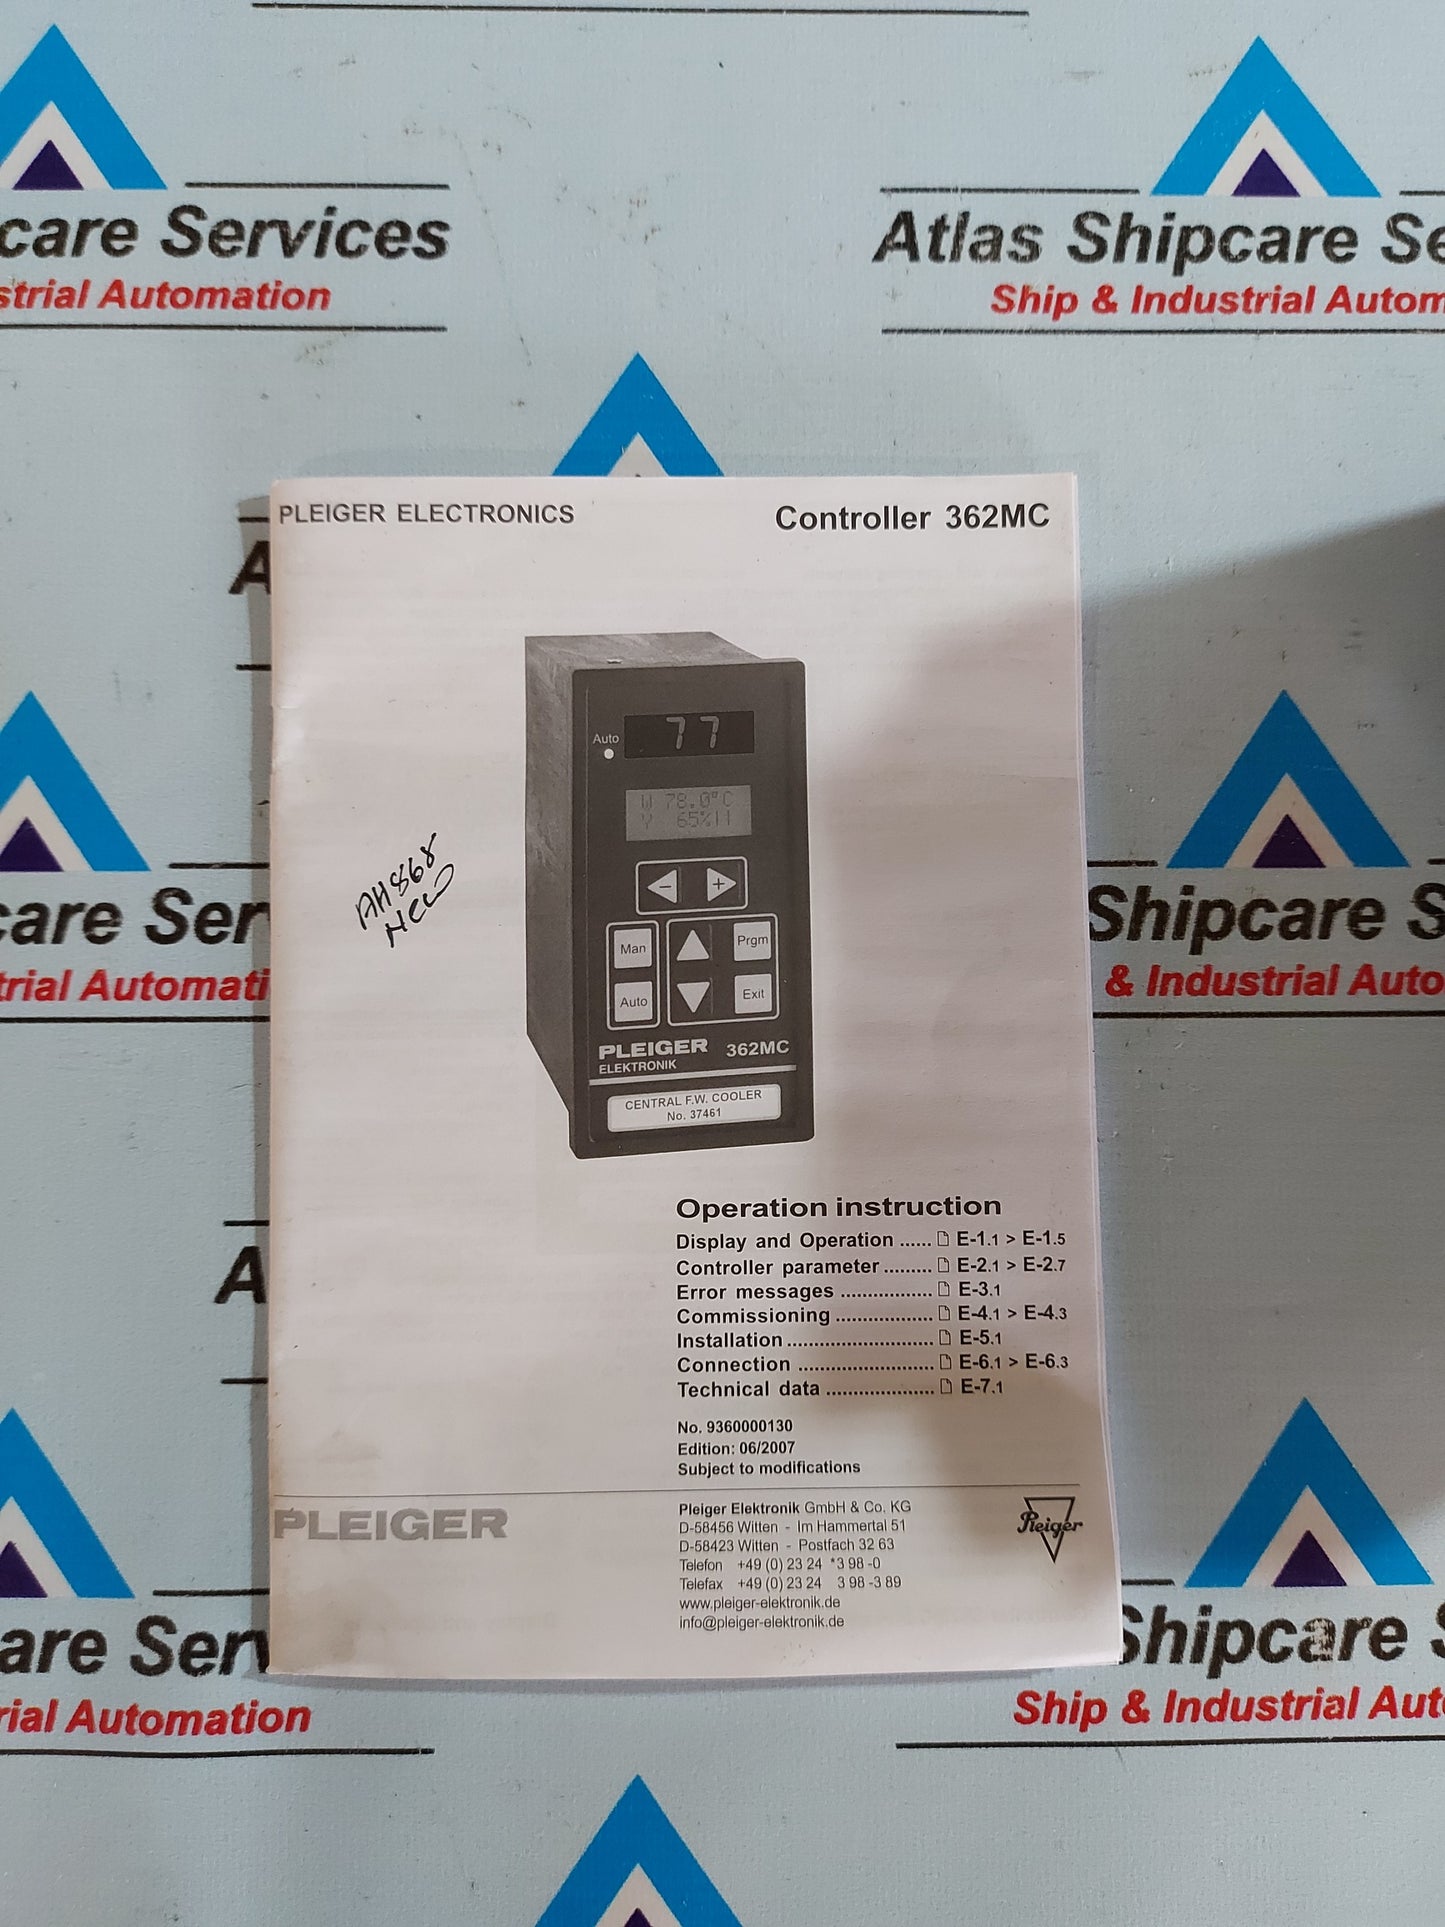 care Services
strial Automation
Atlas Shipcare Se
Ship & Industrial Autom
PLEIGER ELECTRONICS
Controller 362MC
A
77
Auto
W 78.0°C
Y 65%
AH868
NEW
- +
Man
Prgm
Auto
Exit
PLEIGER 362MC
ELEKTRONIK
CENTRAL F.W. COOLER
No. 37461
care Ser
trial Automati
Shipcare S
& Industrial Auto
A
Operation instruction
Display and Operation ...... E-1.1 > E-1.5
Controller parameter ......... E-2.1 > E-2.7
Error messages .................. E-3.1
Commissioning ................... E-4.1 > E-4.3
Installation ............................ E-5.1
Connection .......................... E-6.1 > E-6.3
Technical data ..................... E-7.1
No. 9360000130
Edition: 06/2007
Subject to modifications
PLEIGER
Pleiger Elektronik GmbH & Co. KG
D-58456 Witten - Im Hammertal 51
D-58423 Witten - Postfach 32 63
Telefon +49 (0) 23 24 *3 98 -0
Telefax +49 (0) 23 24 3 98 -3 89
www.pleiger-elektronik.de
info@pleiger-elektronik.de
Pleiger
are Serv
rial Automation
Shipcare S
Ship & Industrial Aut